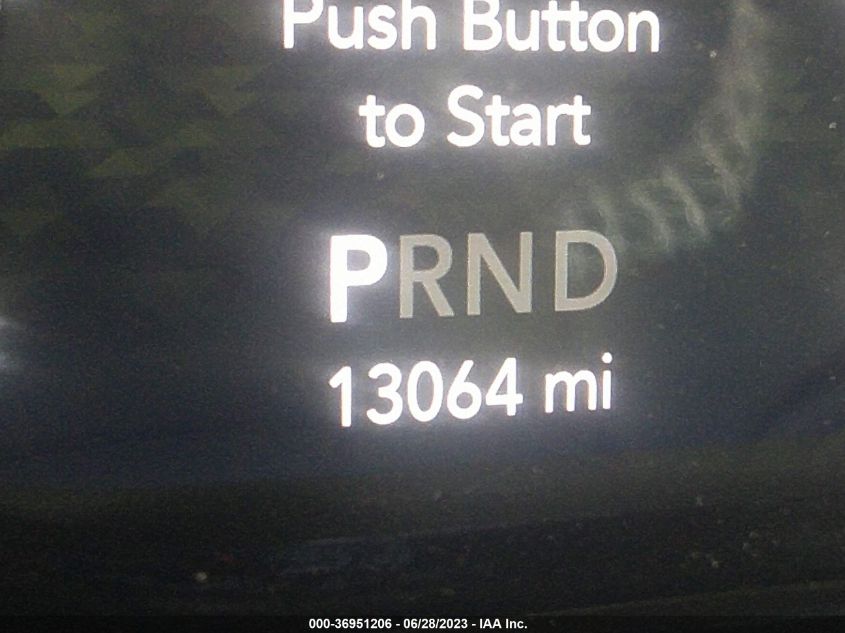 Push Button
to Start
PRND
13064 mi
000-36951206 - 06/28/2023 - IAA Inc.